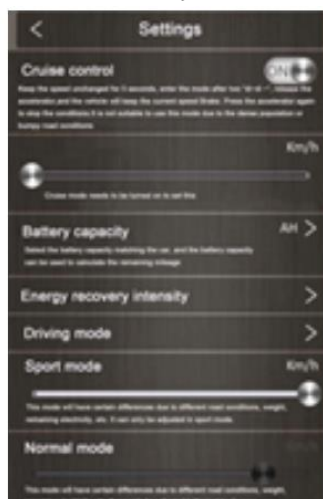 Settings
Cruise control
ON
Keep the speed unchanged for 5 seconds, enter the mode after two "di-di-", release the
accelerator,and the vehicle will keep the current speed Brake. Press the accelerator again
to stop the conditions.It is not suitable to use this mode due to the dense population or
bumpy road conditions.
Km/h
Cruise mode needs to be turned on to set this
Battery capacity
AH
Select the battery capacity matching the car, and the battery capacity
can be used to calculate the remaining mileage
Energy recovery intensity
Driving mode
Sport mode
Km/h
This mode will have certain differences due to different road conditions, weight,
remaining electricity, etc. It can only be adjusted in sport mode.
Normal mode
This mode will have certain differences due to different road conditions, weight,